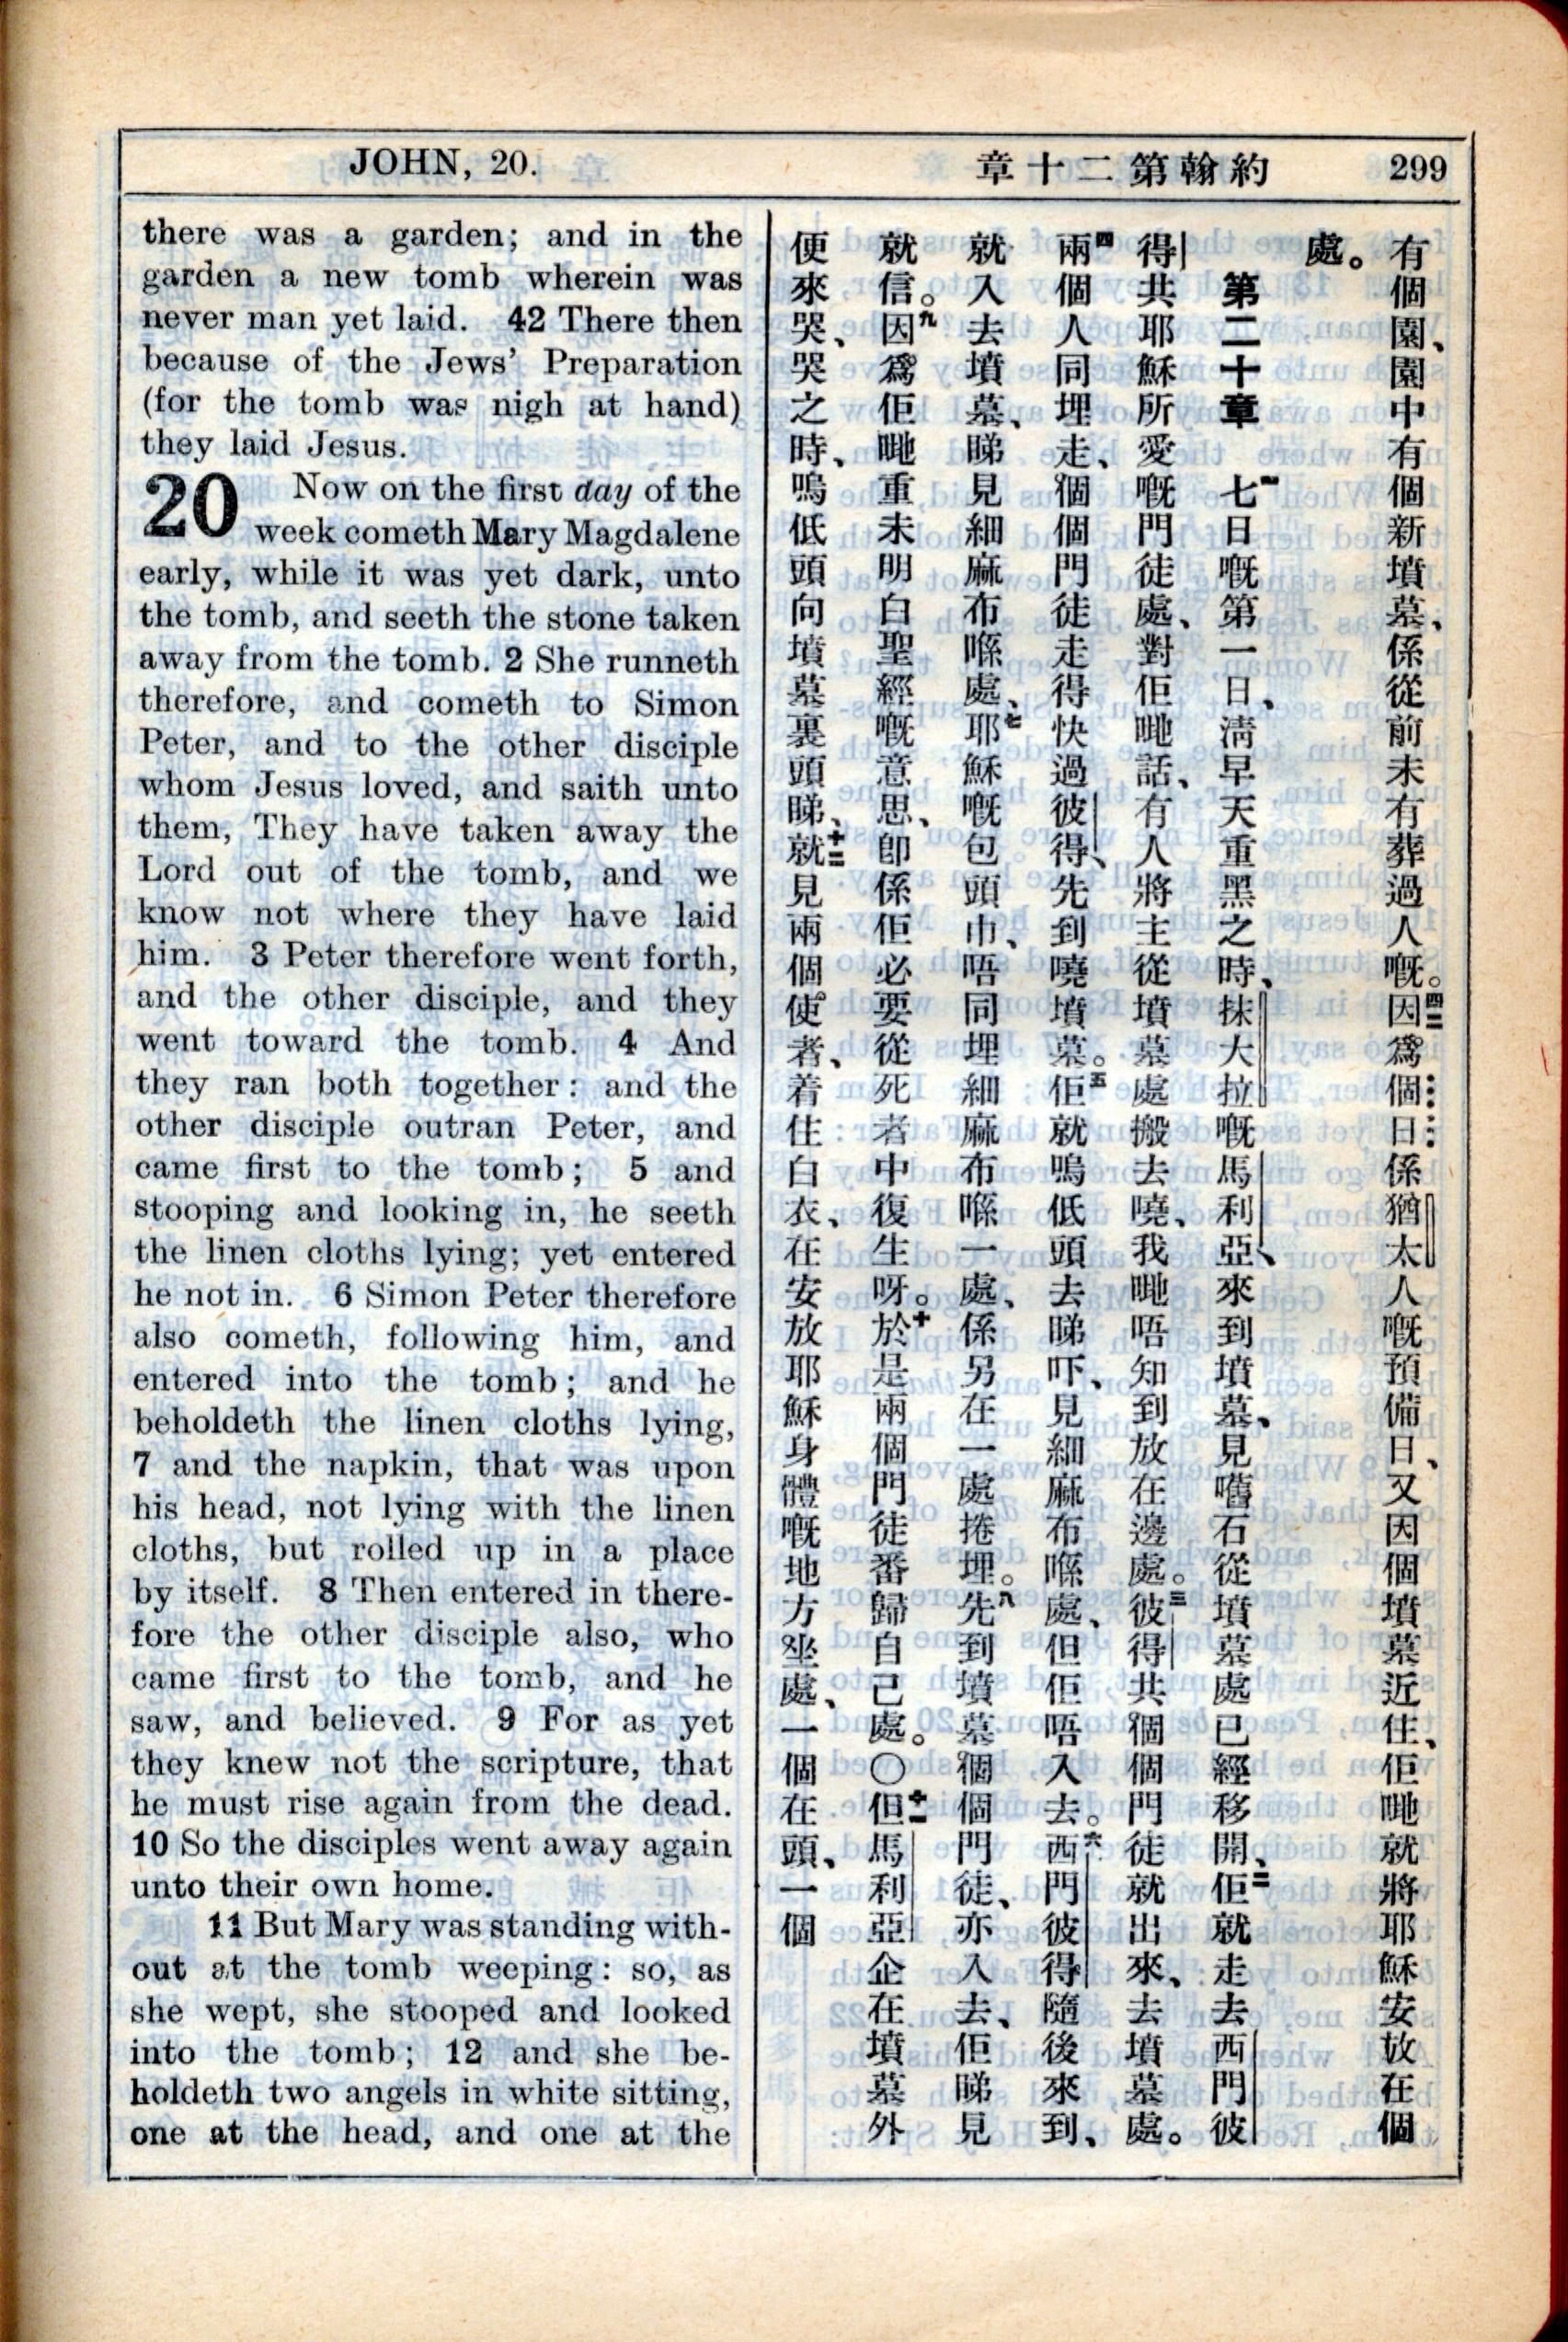 JOHN, 20.
約翰第二十章
299
there was a garden; and in the
garden a new tomb wherein was
never man yet laid. 42 There then
because of the Jews' Preparation
(for the tomb was nigh at hand)
they laid Jesus.
20 Now on the first day of the
week cometh Mary Magdalene
early, while it was yet dark, unto
the tomb, and seeth the stone taken
away from the tomb. 2 She runneth
therefore, and cometh to Simon
Peter, and to the other disciple
whom Jesus loved, and saith unto
them, They have taken away the
Lord out of the tomb, and we
know not where they have laid
him. 3 Peter therefore went forth,
and the other disciple, and they
went toward the tomb. 4 And
they ran both together: and the
other disciple outran Peter, and
came first to the tomb; 5 and
stooping and looking in, he seeth
the linen cloths lying; yet entered
he not in. 6 Simon Peter therefore
also cometh, following him, and
entered into the tomb; and he
beholdeth the linen cloths lying,
7 and the napkin, that was upon
his head, not lying with the linen
cloths, but rolled up in a place
by itself. 8 Then entered in there-
fore the other disciple also, who
came first to the tomb, and he
saw, and believed. 9 For as yet
they knew not the scripture, that
he must rise again from the dead.
10 So the disciples went away again
unto their own home.
11 But Mary was standing with-
out at the tomb weeping: so, as
she wept, she stooped and looked
into the tomb; 12 and she be-
holdeth two angels in white sitting,
one at the head, and one at the
有個園、園中有個新墳墓、係從前未有葬過人嘅。四二因爲個日係猶太人嘅預備日、又因個墳墓近住、佢哋就將耶穌安放在個
處。
第二十章 一七日嘅第一日、清早天重黑之時、抹大拉嘅馬利亞、來到墳墓、見嚿石從墳墓處已經移開、二佢就走去西門彼
得共耶穌所愛嘅門徒處、對佢哋話、有人將主從墳墓處搬去嘵、我哋唔知到放在邊處。三彼得共個個門徒就出來、去墳墓處。
四兩個人同埋走、個個門徒走得快過彼得、先到嘵墳墓。五佢就嗚低頭去睇吓、見細麻布喺處、但佢唔入去。六西門彼得隨後來到、
就入去墳墓、睇見細麻布喺處、七耶穌嘅包頭巾、唔同埋細麻布喺一處、係另在一處捲埋。八先到墳墓個個門徒、亦入去、佢睇見
就信。九因爲佢哋重未明白聖經嘅意思、卽係佢必要從死者中復生呀。十於是兩個門徒番歸自己處。〇十一但馬利亞企在墳墓外
便來哭、哭之時、嗚低頭向墳墓裏頭睇、十二就見兩個使者、着住白衣、在安放耶穌身體嘅地方坐處、一個在頭、一個